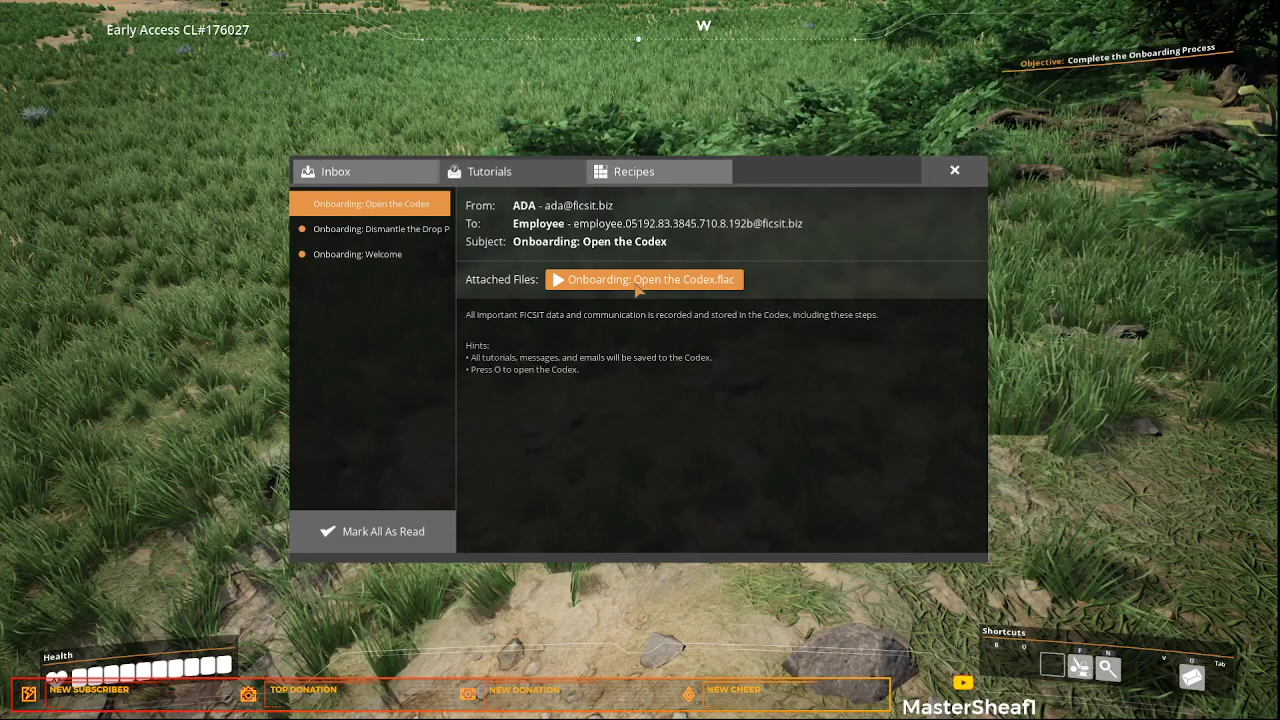 Early Access CL#176027
W
Objective: Complete the Onboarding Process
Inbox
Tutorials
Recipes
Onboarding: Open the Codex
Onboarding: Dismantle the Drop P
Onboarding: Welcome
Mark All As Read
From: ADA - ada@ficsit.biz
To: Employee - employee.05192.83.3845.710.8.192b@ficsit.biz
Subject: Onboarding: Open the Codex
Attached Files: Onboarding: Open the Codex.flac
All important FICSIT data and communication is recorded and stored in the Codex, including these steps.
Hints:
• All tutorials, messages, and emails will be saved to the Codex.
• Press O to open the Codex.
Health
Shortcuts
B Q F N V O Tab
NEW SUBSCRIBER
TOP DONATION
NEW DONATION
NEW CHEER
MasterSheaf1